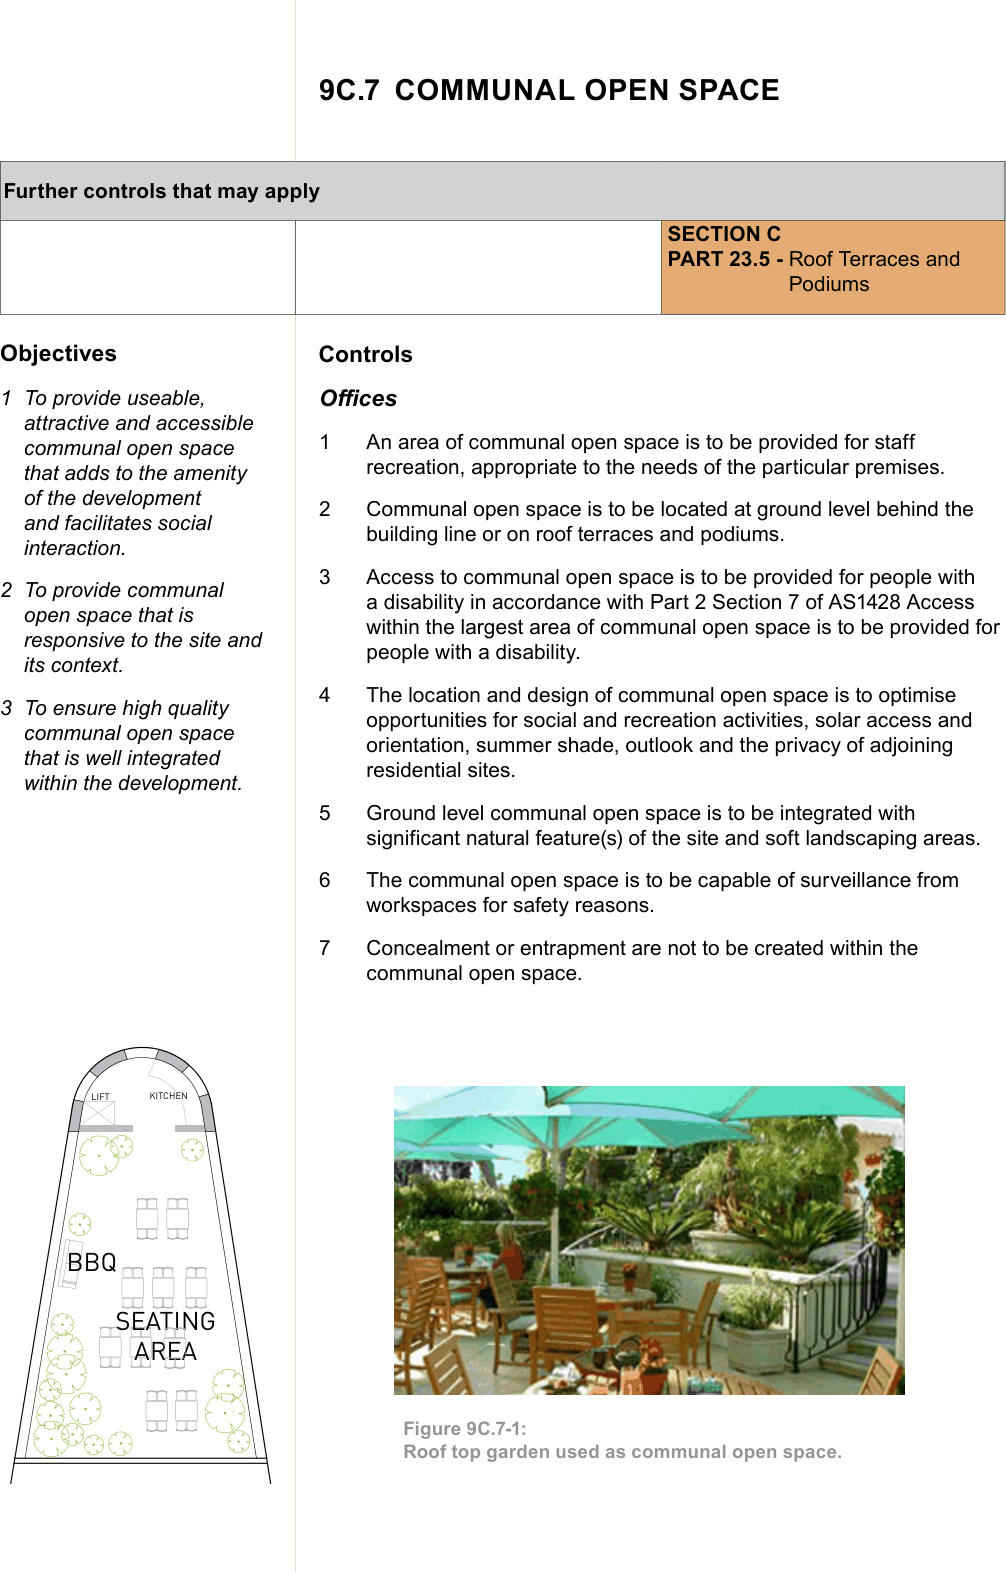 9C.7 COMMUNAL OPEN SPACE
Further controls that may apply
SECTION C
PART 23.5 - Roof Terraces and
Podiums
Objectives
1 To provide useable,
attractive and accessible
communal open space
that adds to the amenity
of the development
and facilitates social
interaction.
2 To provide communal
open space that is
responsive to the site and
its context.
3 To ensure high quality
communal open space
that is well integrated
within the development.
Controls
Offices
1 An area of communal open space is to be provided for staff
recreation, appropriate to the needs of the particular premises.
2 Communal open space is to be located at ground level behind the
building line or on roof terraces and podiums.
3 Access to communal open space is to be provided for people with
a disability in accordance with Part 2 Section 7 of AS1428 Access
within the largest area of communal open space is to be provided for
people with a disability.
4 The location and design of communal open space is to optimise
opportunities for social and recreation activities, solar access and
orientation, summer shade, outlook and the privacy of adjoining
residential sites.
5 Ground level communal open space is to be integrated with
significant natural feature(s) of the site and soft landscaping areas.
6 The communal open space is to be capable of surveillance from
workspaces for safety reasons.
7 Concealment or entrapment are not to be created within the
communal open space.
LIFT
KITCHEN
BBQ
SEATING
AREA
Figure 9C.7-1:
Roof top garden used as communal open space.